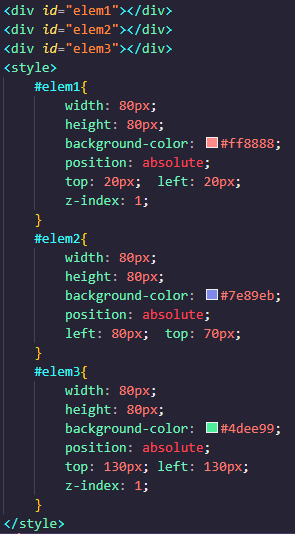 <div id="elem1"></div>
<div id="elem2"></div>
<div id="elem3"></div>
<style>
    #elem1{
        width: 80px;
        height: 80px;
        background-color: #ff8888;
        position: absolute;
        top: 20px;  left: 20px;
        z-index: 1;
    }
    #elem2{
        width: 80px;
        height: 80px;
        background-color: #7e89eb;
        position: absolute;
        left: 80px;  top: 70px;
    }
    #elem3{
        width: 80px;
        height: 80px;
        background-color: #4dee99;
        position: absolute;
        top: 130px; left: 130px;
        z-index: 1;
    }
</style>